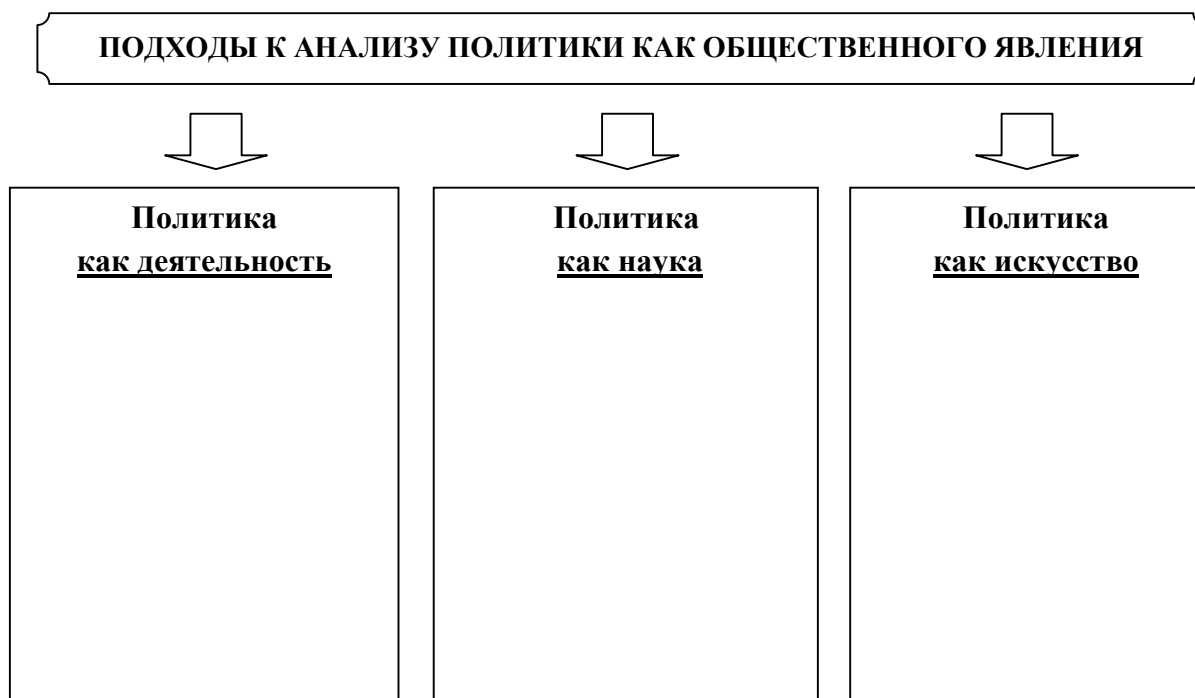 ПОДХОДЫ К АНАЛИЗУ ПОЛИТИКИ КАК ОБЩЕСТВЕННОГО ЯВЛЕНИЯ
Политика
как деятельность
Политика
как наука
Политика
как искусство